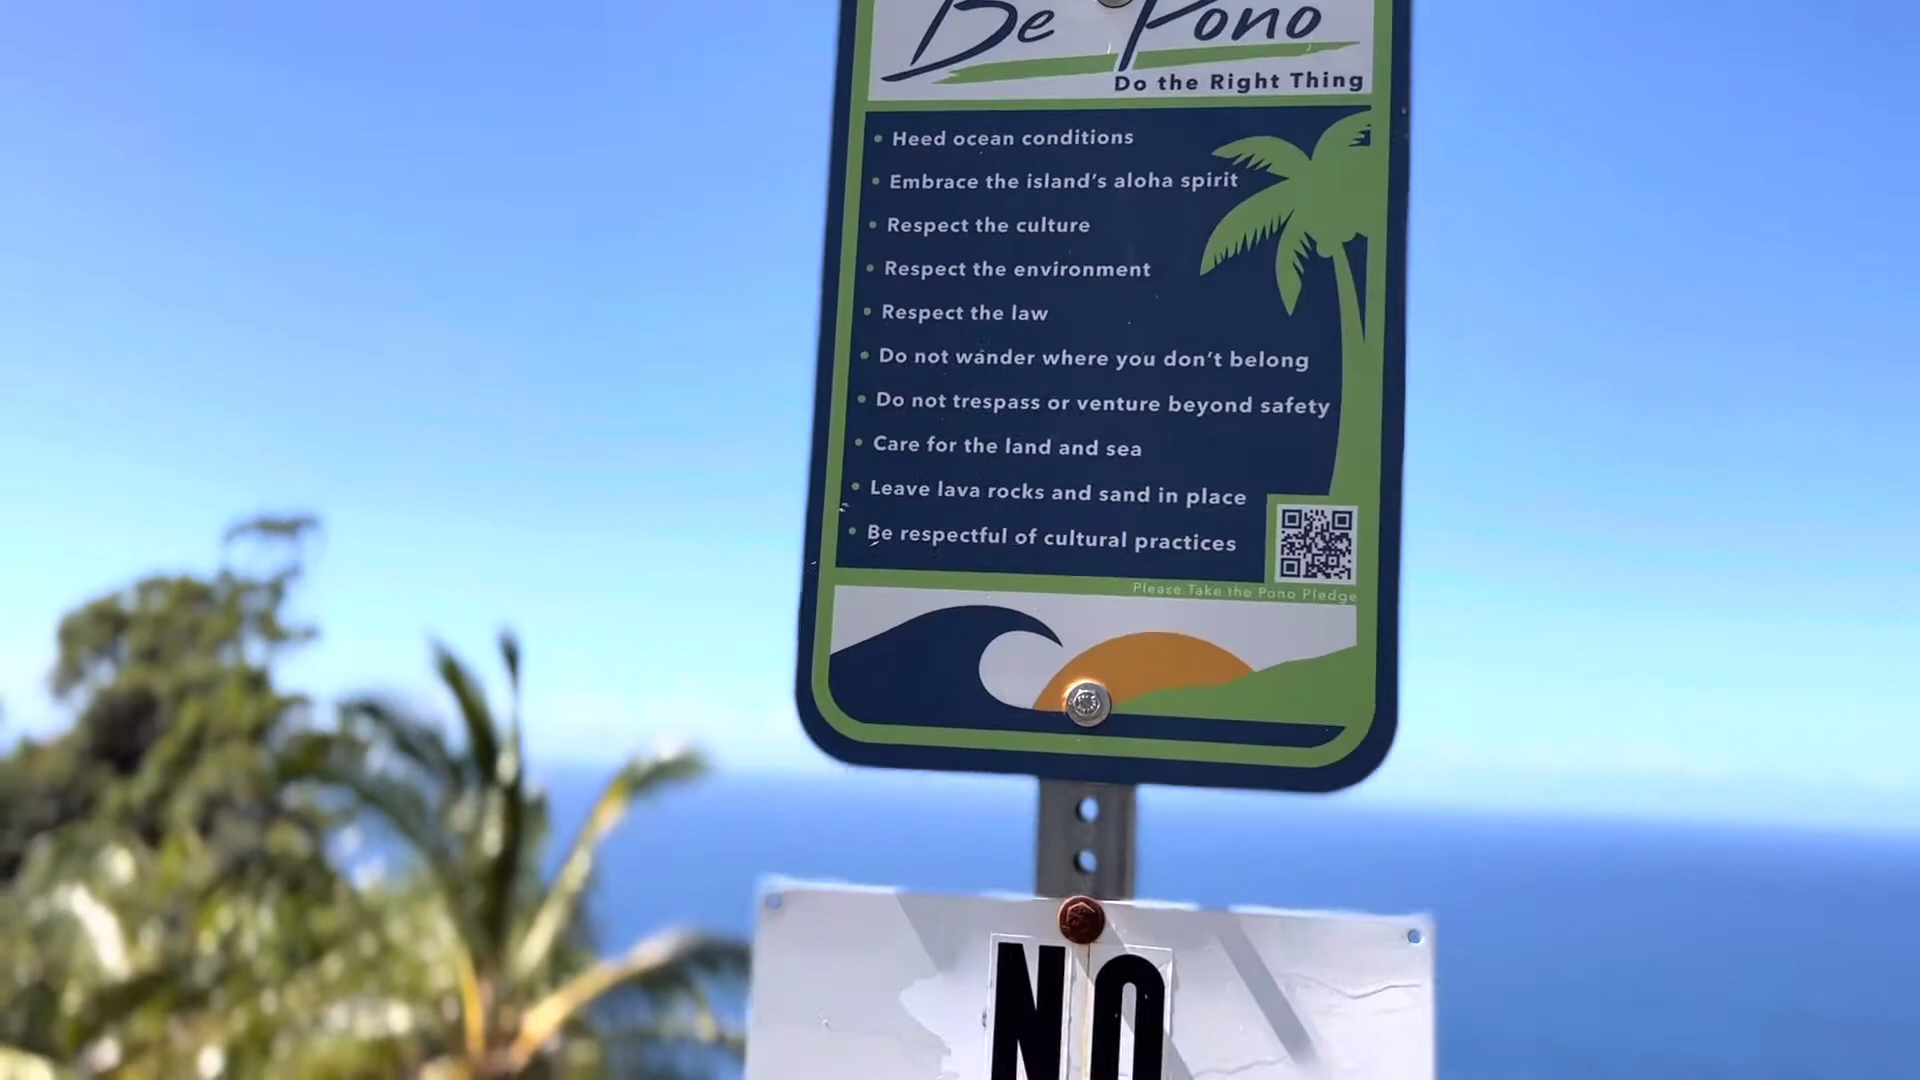 Be Pono
Do the Right Thing
• Heed ocean conditions
• Embrace the island's aloha spirit
• Respect the culture
• Respect the environment
• Respect the law
• Do not wander where you don't belong
• Do not trespass or venture beyond safety
• Care for the land and sea
• Leave lava rocks and sand in place
• Be respectful of cultural practices
Please Take the Pono Pledge
NO